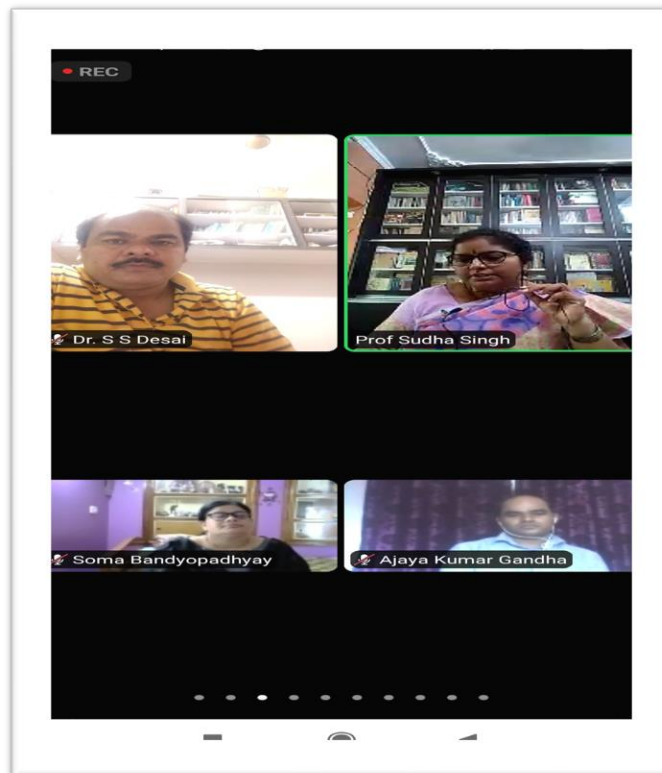 REC
Dr. S S Desai
Prof Sudha Singh
Soma Bandyopadhyay
Ajaya Kumar Gandha